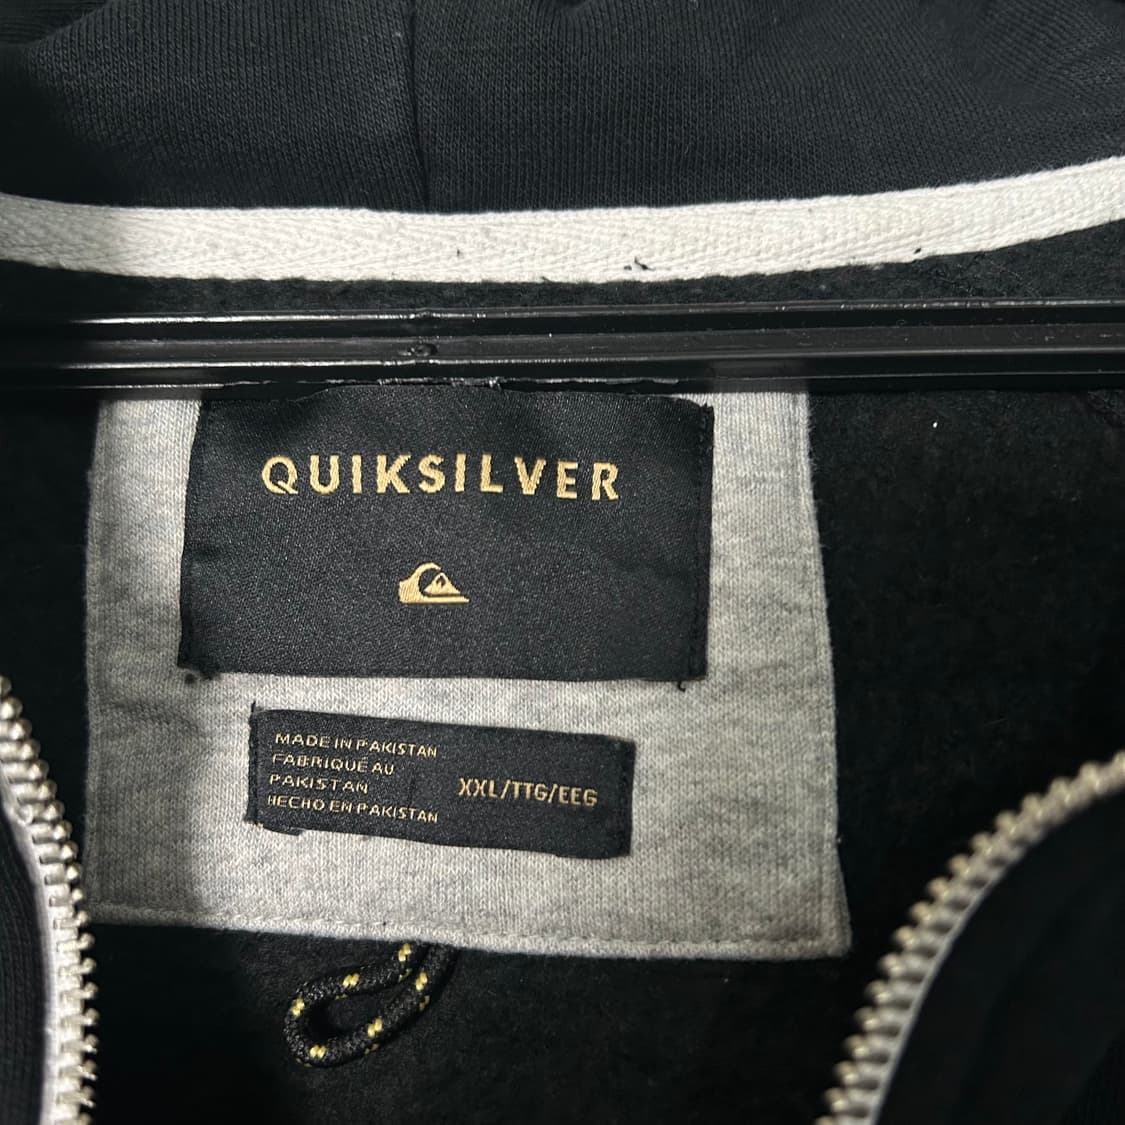 QUIKSILVER
MADE IN PAKISTAN
FABRIQUÉ AU
PAKISTAN
HECHO EN PAKISTAN
XXL/TTG/EEG